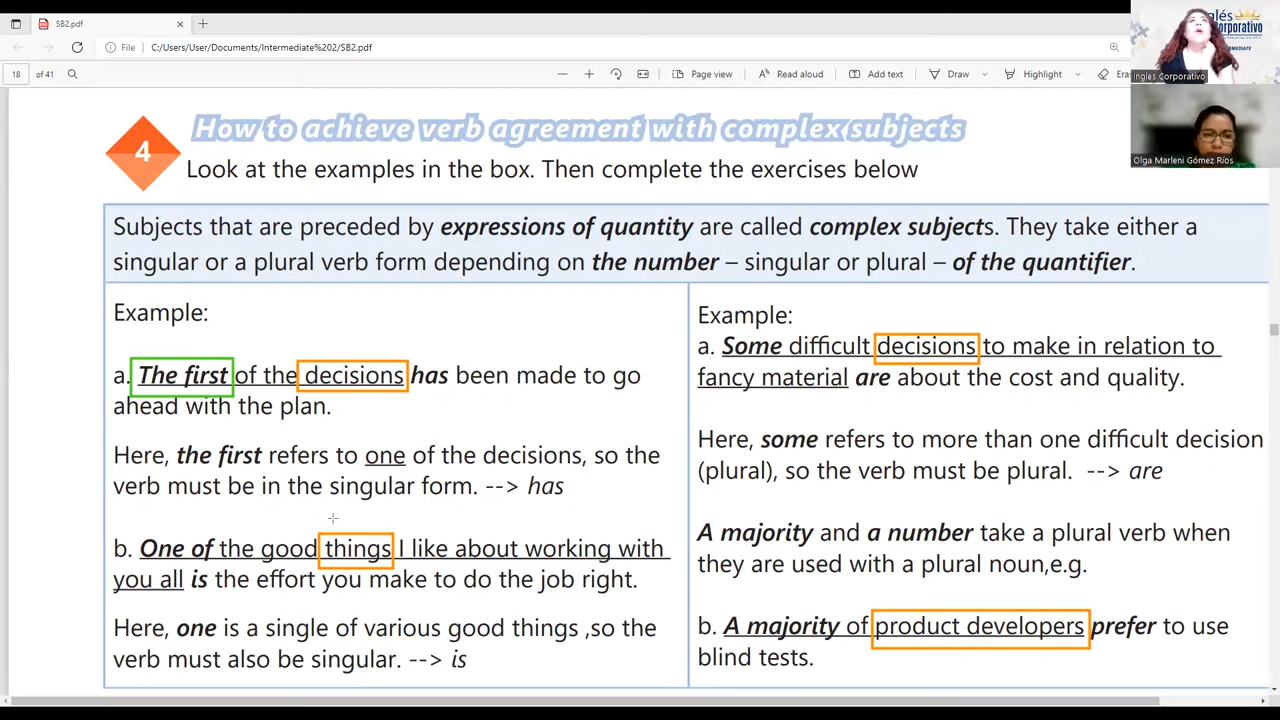 SB2.pdf
File
C:/Users/User/Documents/Intermediate%202/SB2.pdf
18 of 41
Page view
Read aloud
Add text
Draw
Highlight
4
How to achieve verb agreement with complex subjects
Look at the examples in the box. Then complete the exercises below
Subjects that are preceded by expressions of quantity are called complex subjects. They take either a
singular or a plural verb form depending on the number – singular or plural – of the quantifier.
Example:
a. The first of the decisions has been made to go
ahead with the plan.
Here, the first refers to one of the decisions, so the
verb must be in the singular form. --> has
b. One of the good things I like about working with
you all is the effort you make to do the job right.
Here, one is a single of various good things ,so the
verb must also be singular. --> is
Example:
a. Some difficult decisions to make in relation to
fancy material are about the cost and quality.
Here, some refers to more than one difficult decision
(plural), so the verb must be plural. --> are
A majority and a number take a plural verb when
they are used with a plural noun,e.g.
b. A majority of product developers prefer to use
blind tests.
Ingles Corporativo
Olga Marleni Gómez Ríos